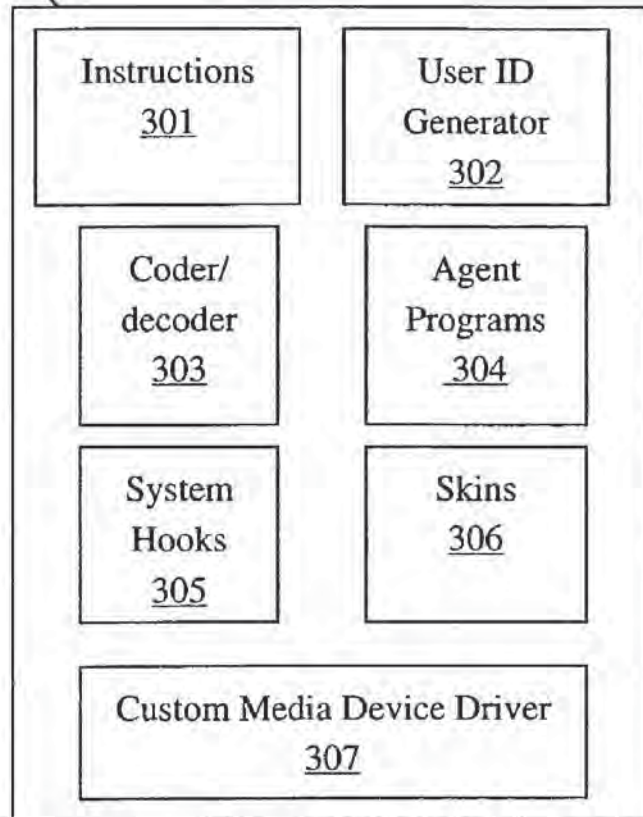 Instructions
301
User ID
Generator
302
Coder/
decoder
303
Agent
Programs
304
System
Hooks
305
Skins
306
Custom Media Device Driver
307